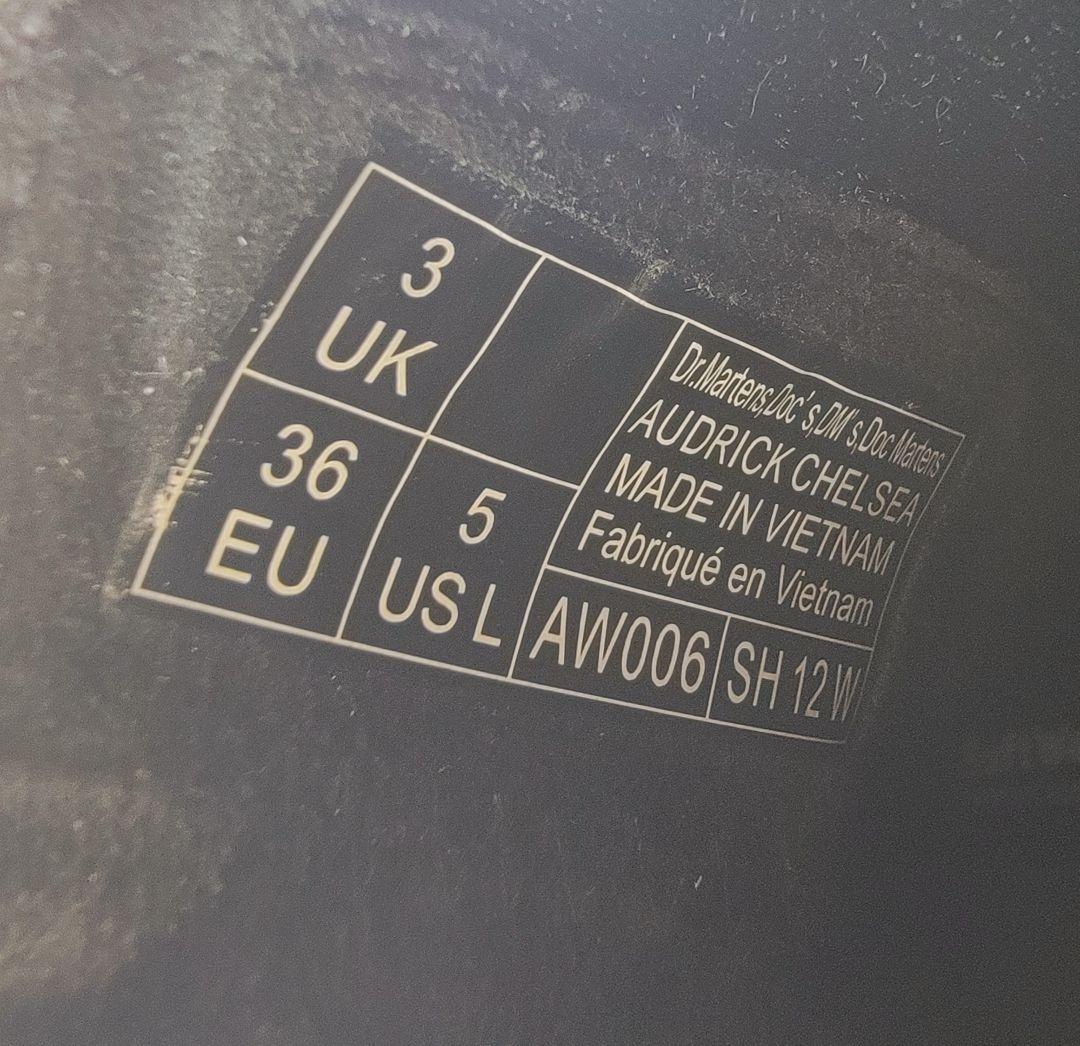 3
UK
36
EU
5
US L
Dr.Martens,Doc's,DM's,Doc Martens
AUDRICK CHELSEA
MADE IN VIETNAM
Fabriqué en Vietnam
AW006
SH 12 W